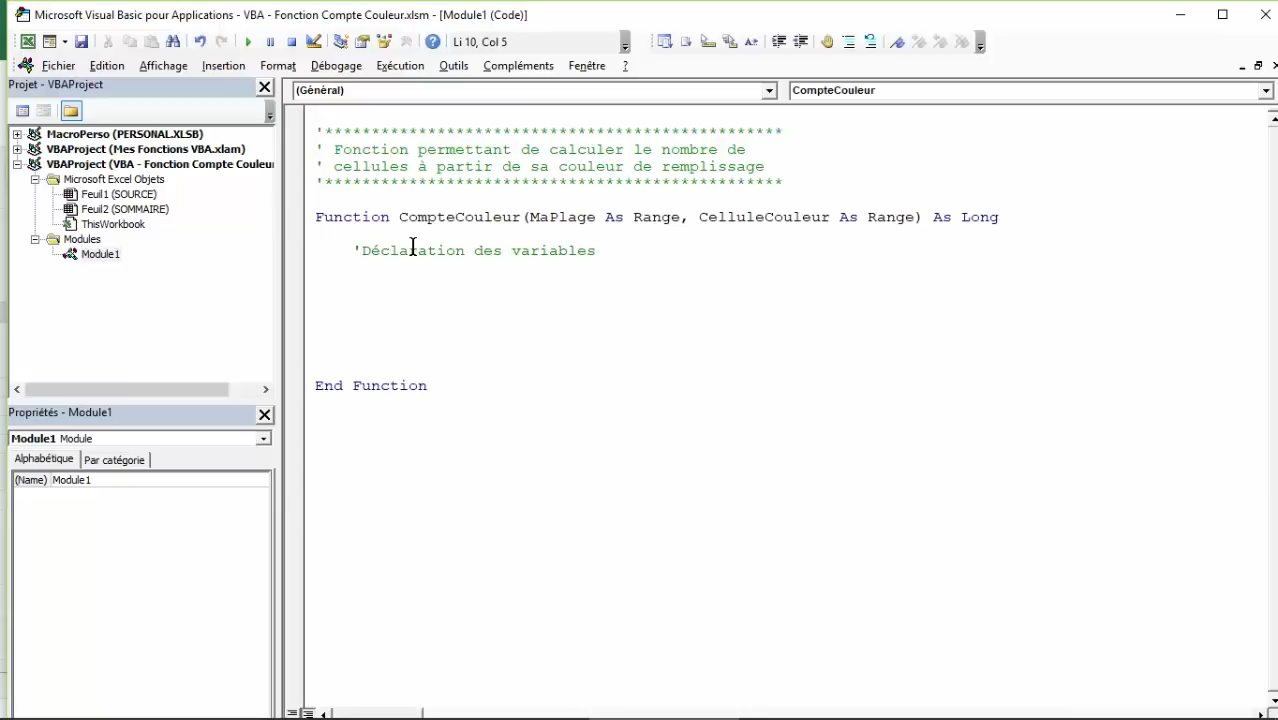 Microsoft Visual Basic pour Applications - VBA - Fonction Compte Couleur.xlsm - [Module1 (Code)]
Li 10, Col 5
Fichier Edition Affichage Insertion Format Débogage Exécution Outils Compléments Fenêtre ?
Projet - VBAProject
MacroPerso (PERSONAL.XLSB)
VBAProject (Mes Fonctions VBA.xlam)
VBAProject (VBA - Fonction Compte Couleur
Microsoft Excel Objets
Feuil1 (SOURCE)
Feuil2 (SOMMAIRE)
ThisWorkbook
Modules
Module1
Propriétés - Module1
Module1 Module
Alphabétique Par catégorie
(Name) Module1
(Général) CompteCouleur
'*************************************************
' Fonction permettant de calculer le nombre de
' cellules à partir de sa couleur de remplissage
'*************************************************
Function CompteCouleur(MaPlage As Range, CelluleCouleur As Range) As Long
'Déclaration des variables
End Function